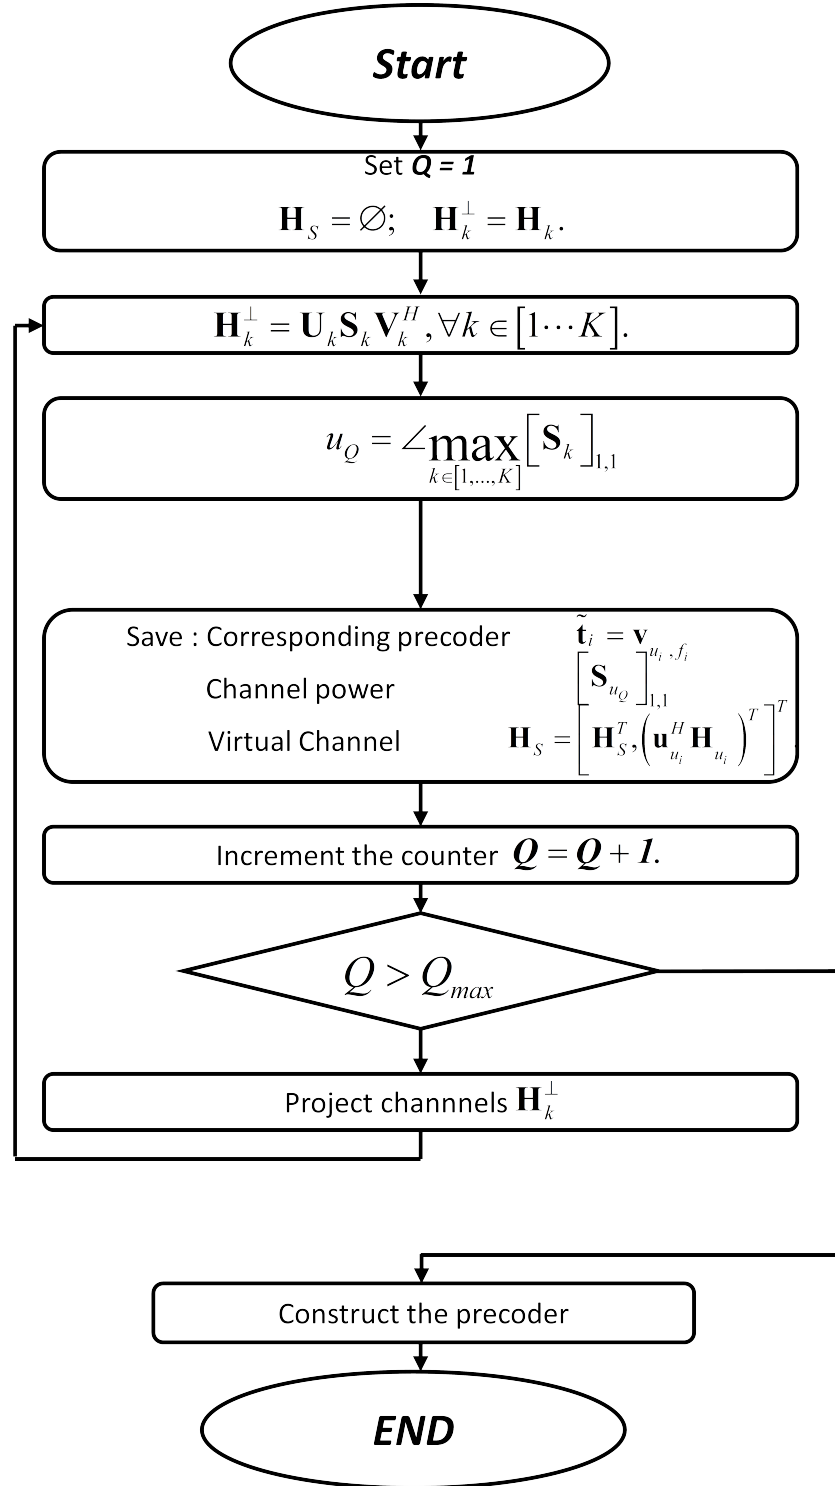 Start
Set Q = 1
H_S = ∅; H_k^⊥ = H_k.
H_k^⊥ = U_k S_k V_k^H, ∀k ∈ [1⋯K].
u_Q = ∠max_{k∈[1,...,K]} [S_k]_{1,1}
Save : Corresponding precoder t̃_i = v_{u_i, f_i}
Channel power [S_{u_Q}]_{1,1}
Virtual Channel H_S = [H_S^T, (u_{u_i}^H H_{u_i})^T]^T
Increment the counter Q = Q + 1.
Q > Q_max
Project channnels H_k^⊥
Construct the precoder
END